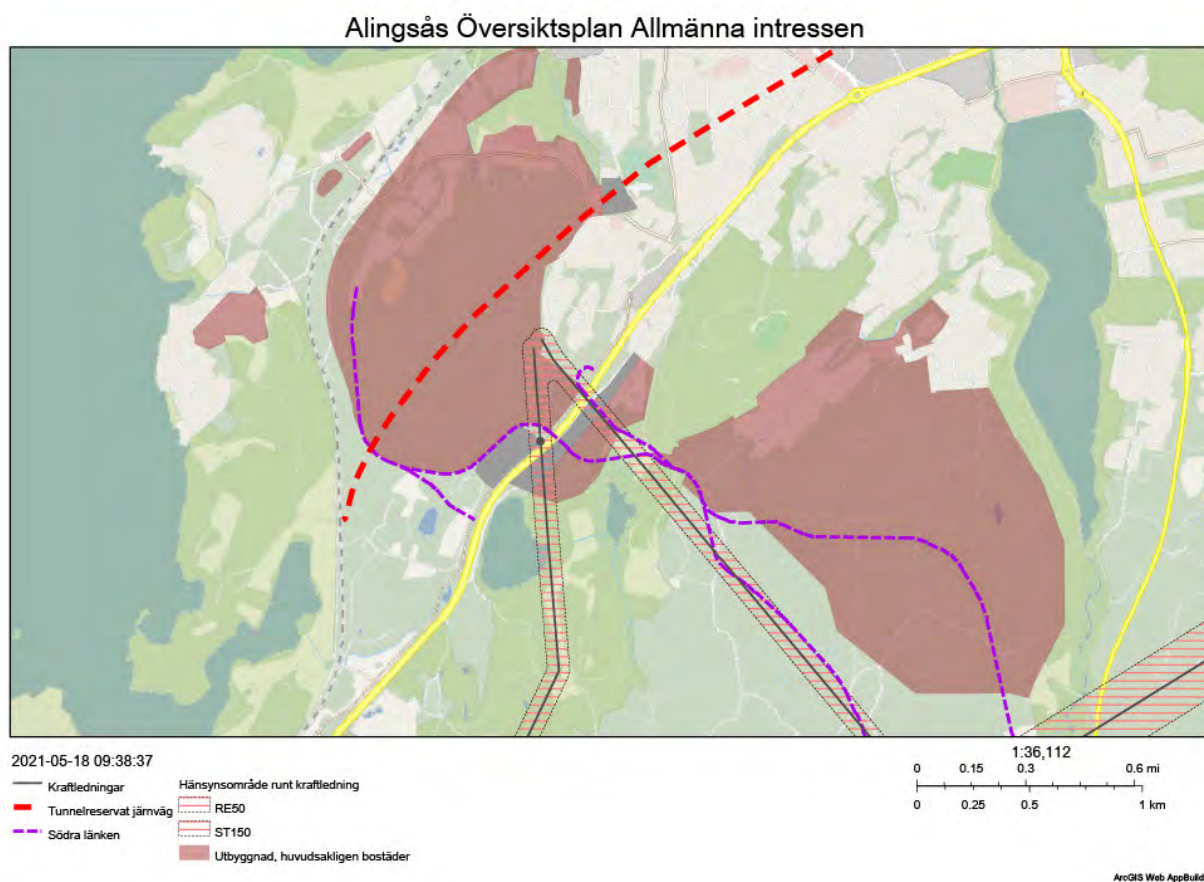 Alingsås Översiktsplan Allmänna intressen
2021-05-18 09:38:37
Kraftledningar
Tunnelreservat järnväg
Södra länken
Hänsynsområde runt kraftledning
RE50
ST150
Utbyggnad, huvudsakligen bostäder
1:36,112
0 0.15 0.3 0.6 mi
0 0.25 0.5 1 km
ArcGIS Web AppBuild